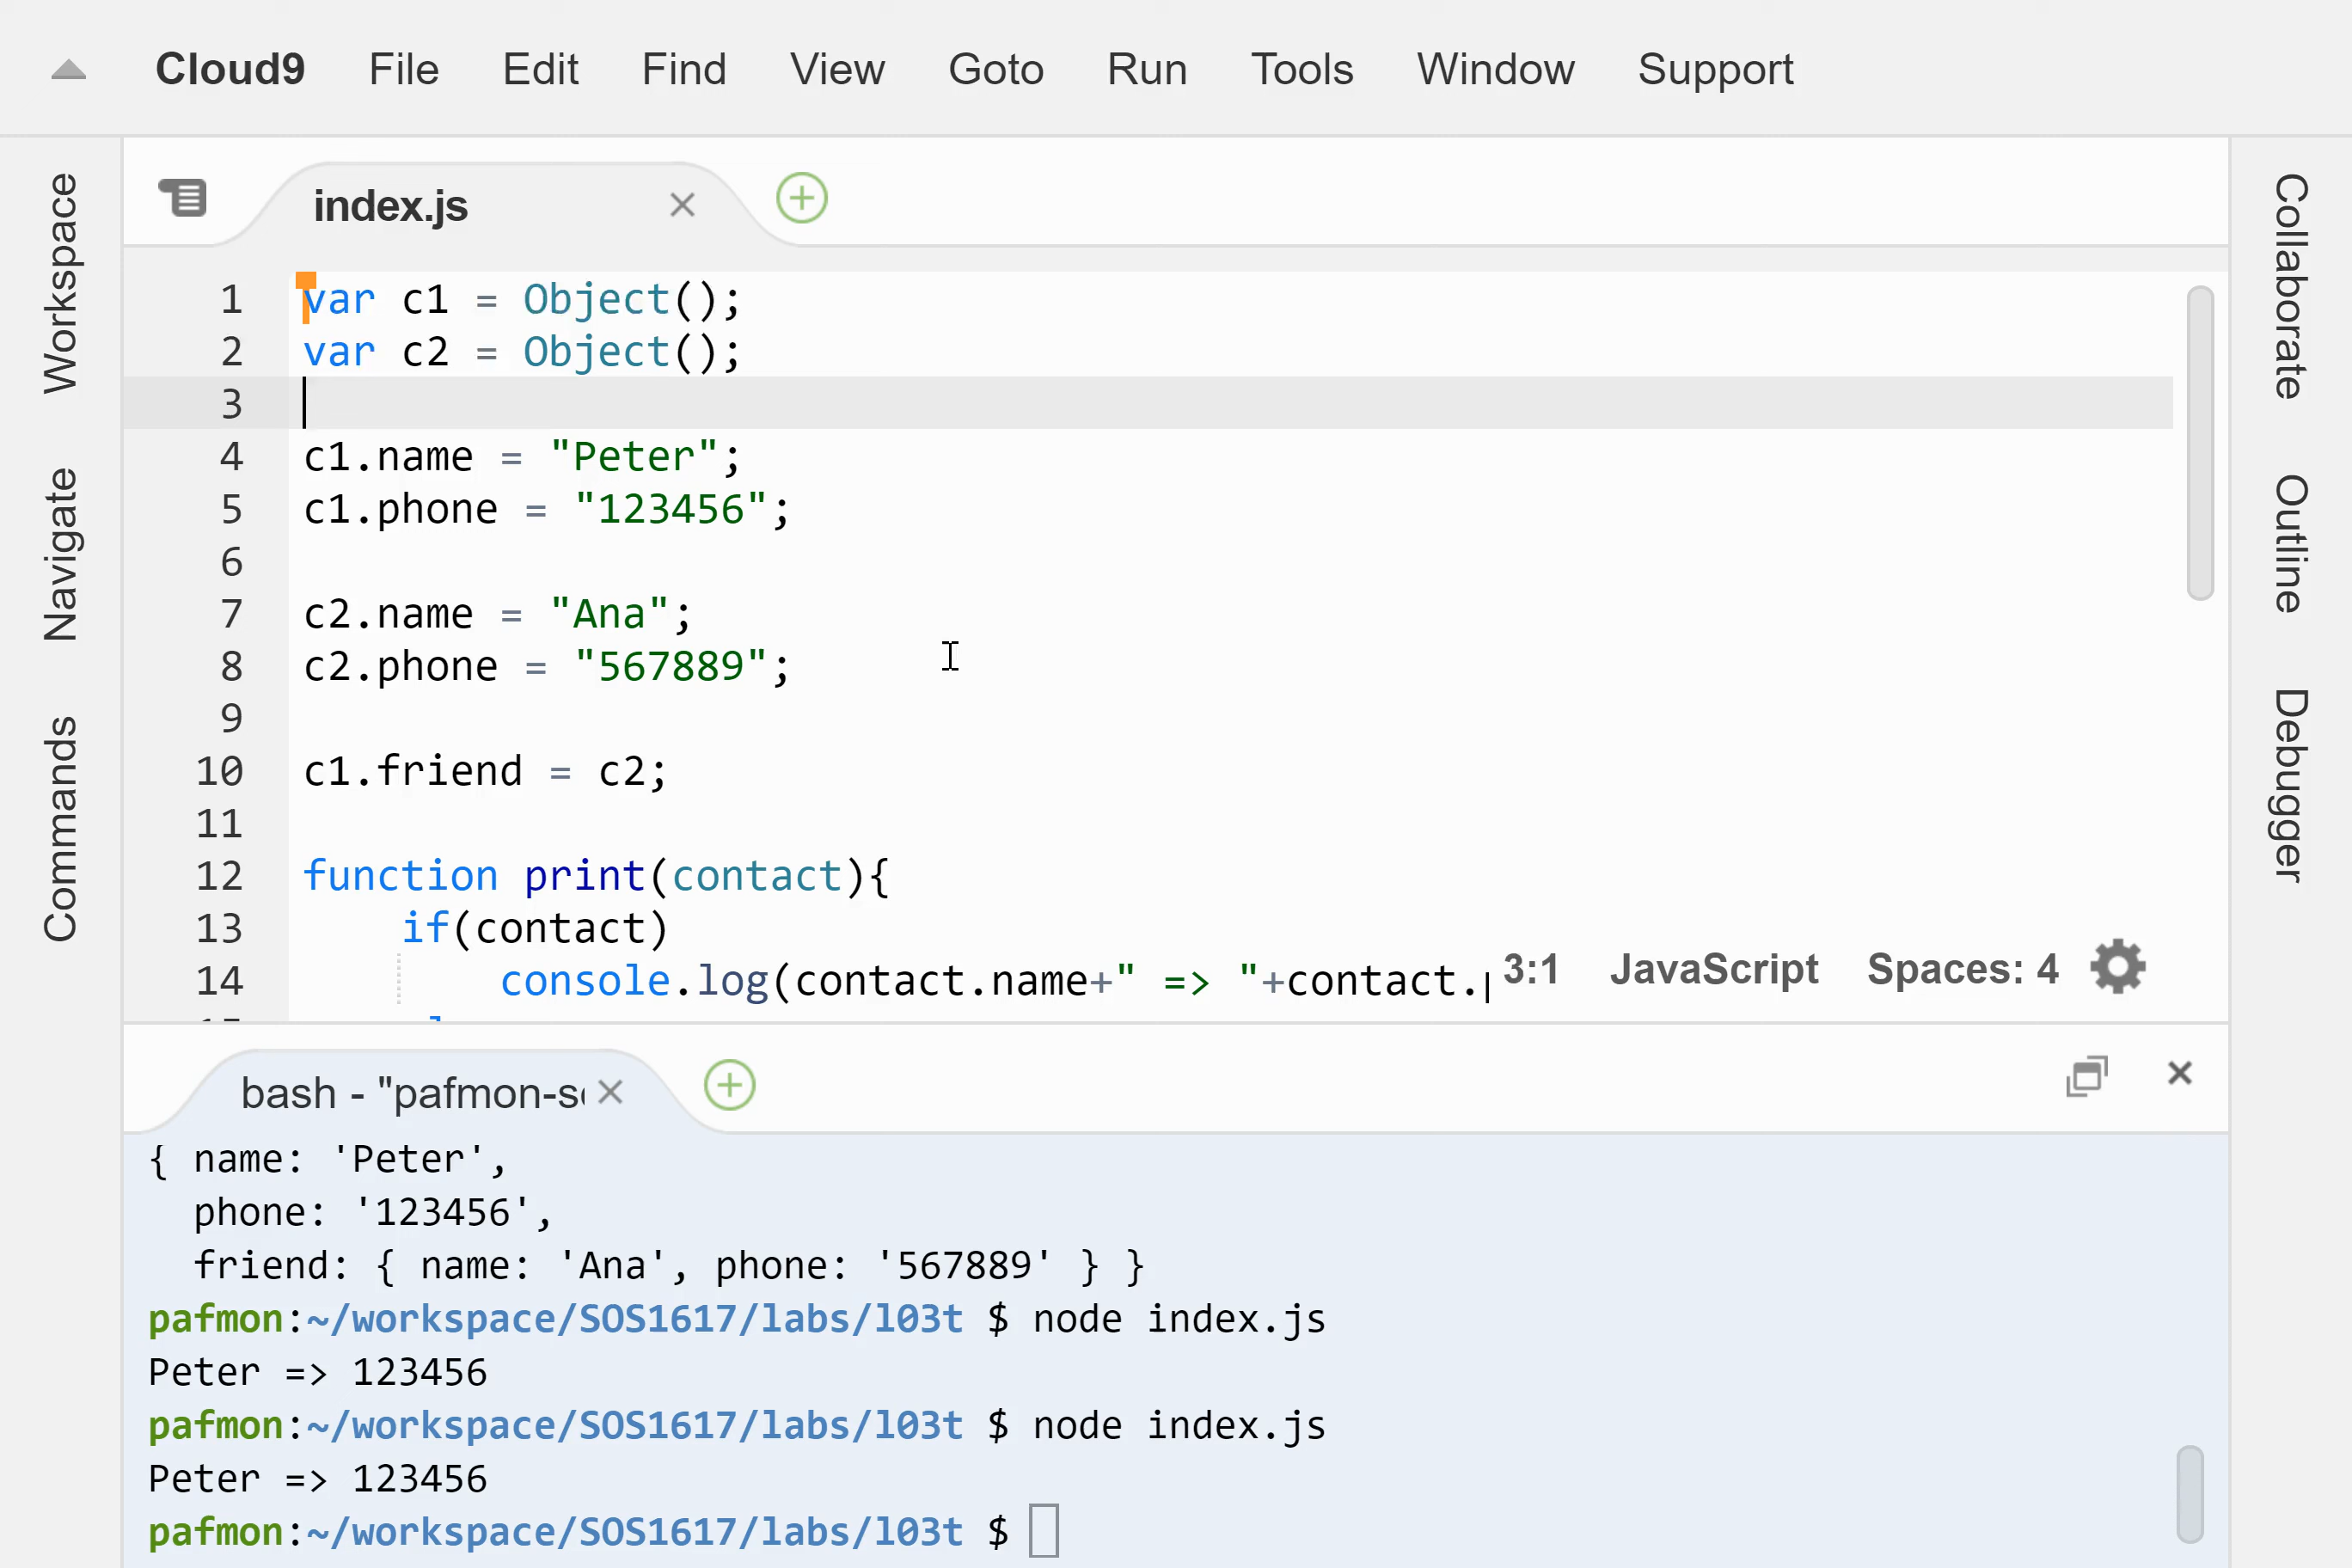 Cloud9 File Edit Find View Goto Run Tools Window Support
Workspace
Navigate
Commands
index.js
1 var c1 = Object();
2 var c2 = Object();
3
4 c1.name = "Peter";
5 c1.phone = "123456";
6
7 c2.name = "Ana";
8 c2.phone = "567889";
9
10 c1.friend = c2;
11
12 function print(contact){
13 if(contact)
14 console.log(contact.name+" => "+contact.
3:1 JavaScript Spaces: 4
Collaborate
Outline
Debugger
bash - "pafmon-s
{ name: 'Peter',
phone: '123456',
friend: { name: 'Ana', phone: '567889' } }
pafmon:~/workspace/SOS1617/labs/l03t $ node index.js
Peter => 123456
pafmon:~/workspace/SOS1617/labs/l03t $ node index.js
Peter => 123456
pafmon:~/workspace/SOS1617/labs/l03t $